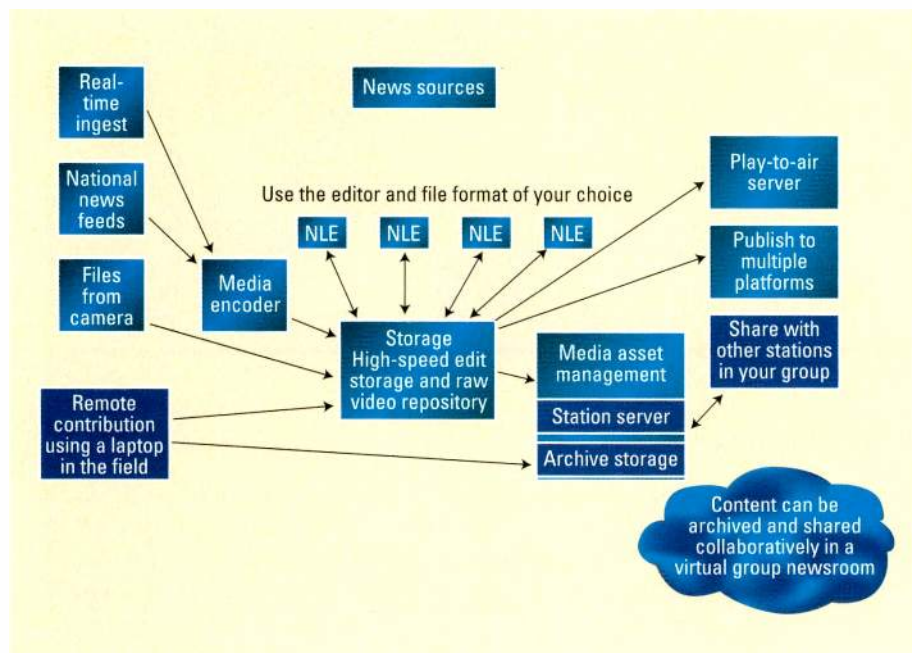 Real-
time
ingest
News sources
National
news
feeds
Play-to-air
server
Use the editor and file format of your choice
NLE
NLE
NLE
NLE
Files
from
camera
Media
encoder
Publish to
multiple
platforms
Storage
High-speed edit
storage and raw
video repository
Media asset
management
Station server
Archive storage
Share with
other stations
in your group
Remote
contribution
using a laptop
in the field
Content can be
archived and shared
collaboratively in a
virtual group newsroom